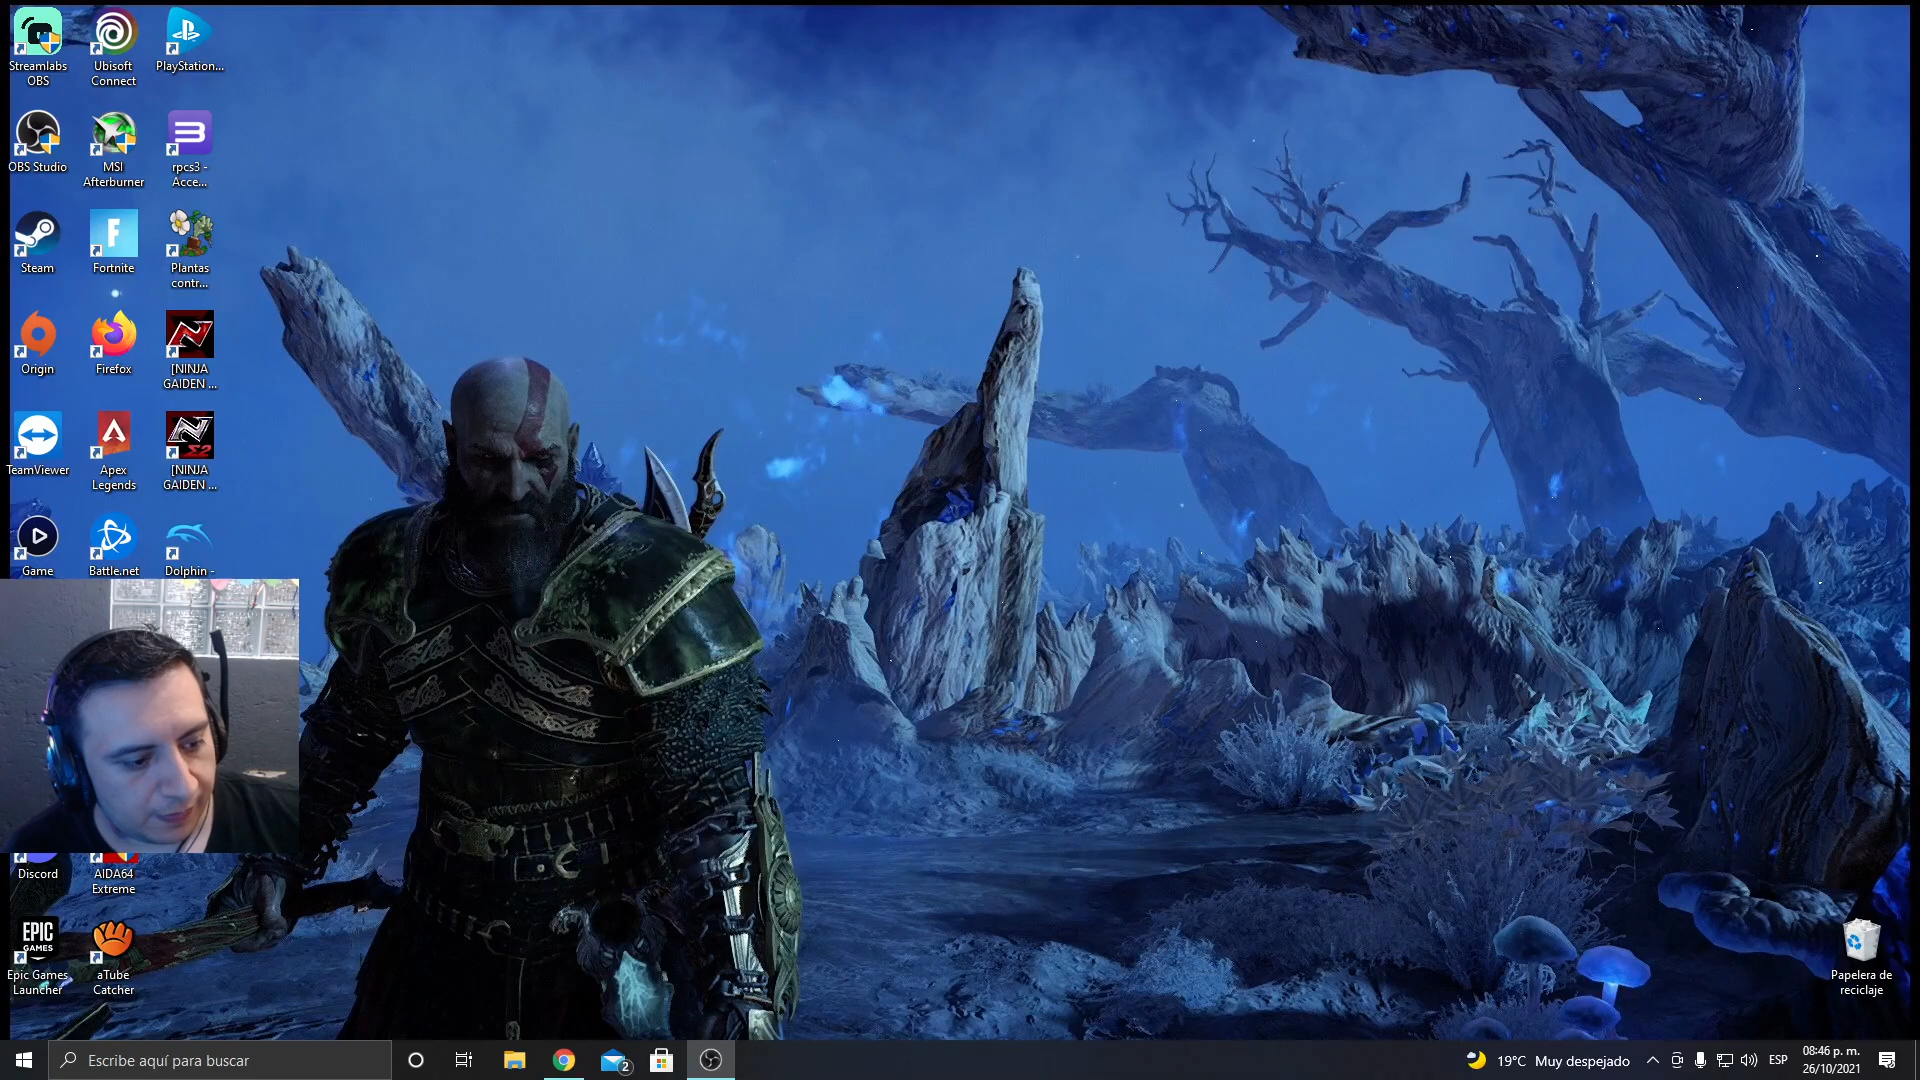 Streamlabs
OBS
Ubisoft
Connect
PlayStation...
OBS Studio
MSI
Afterburner
rpcs3 -
Acce...
Steam
Fortnite
Plantas
contr...
Origin
Firefox
[NINJA
GAIDEN ...
TeamViewer
Apex
Legends
[NINJA
GAIDEN ...
Game
Battle.net
Dolphin -
Discord
AIDA64
Extreme
EPIC
GAMES
Epic Games
Launcher
aTube
Catcher
Papelera de
reciclaje
Escribe aquí para buscar
2
19°C Muy despejado
ESP
08:46 p. m.
26/10/2021